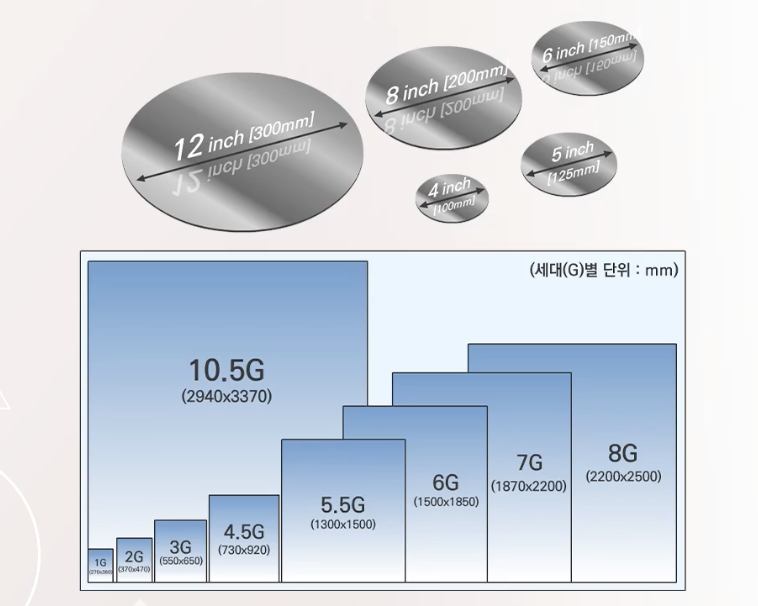 12 inch [300mm]
8 inch [200mm]
6 inch [150mm
5 inch
[125mm]
4 inch
[100mm]
(세대(G)별 단위 : mm)
10.5G
(2940x3370)
1G
2G
(370x470)
3G
(550x650)
4.5G
(730x920)
5.5G
(1300x1500)
6G
(1500x1850)
7G
(1870x2200)
8G
(2200x2500)